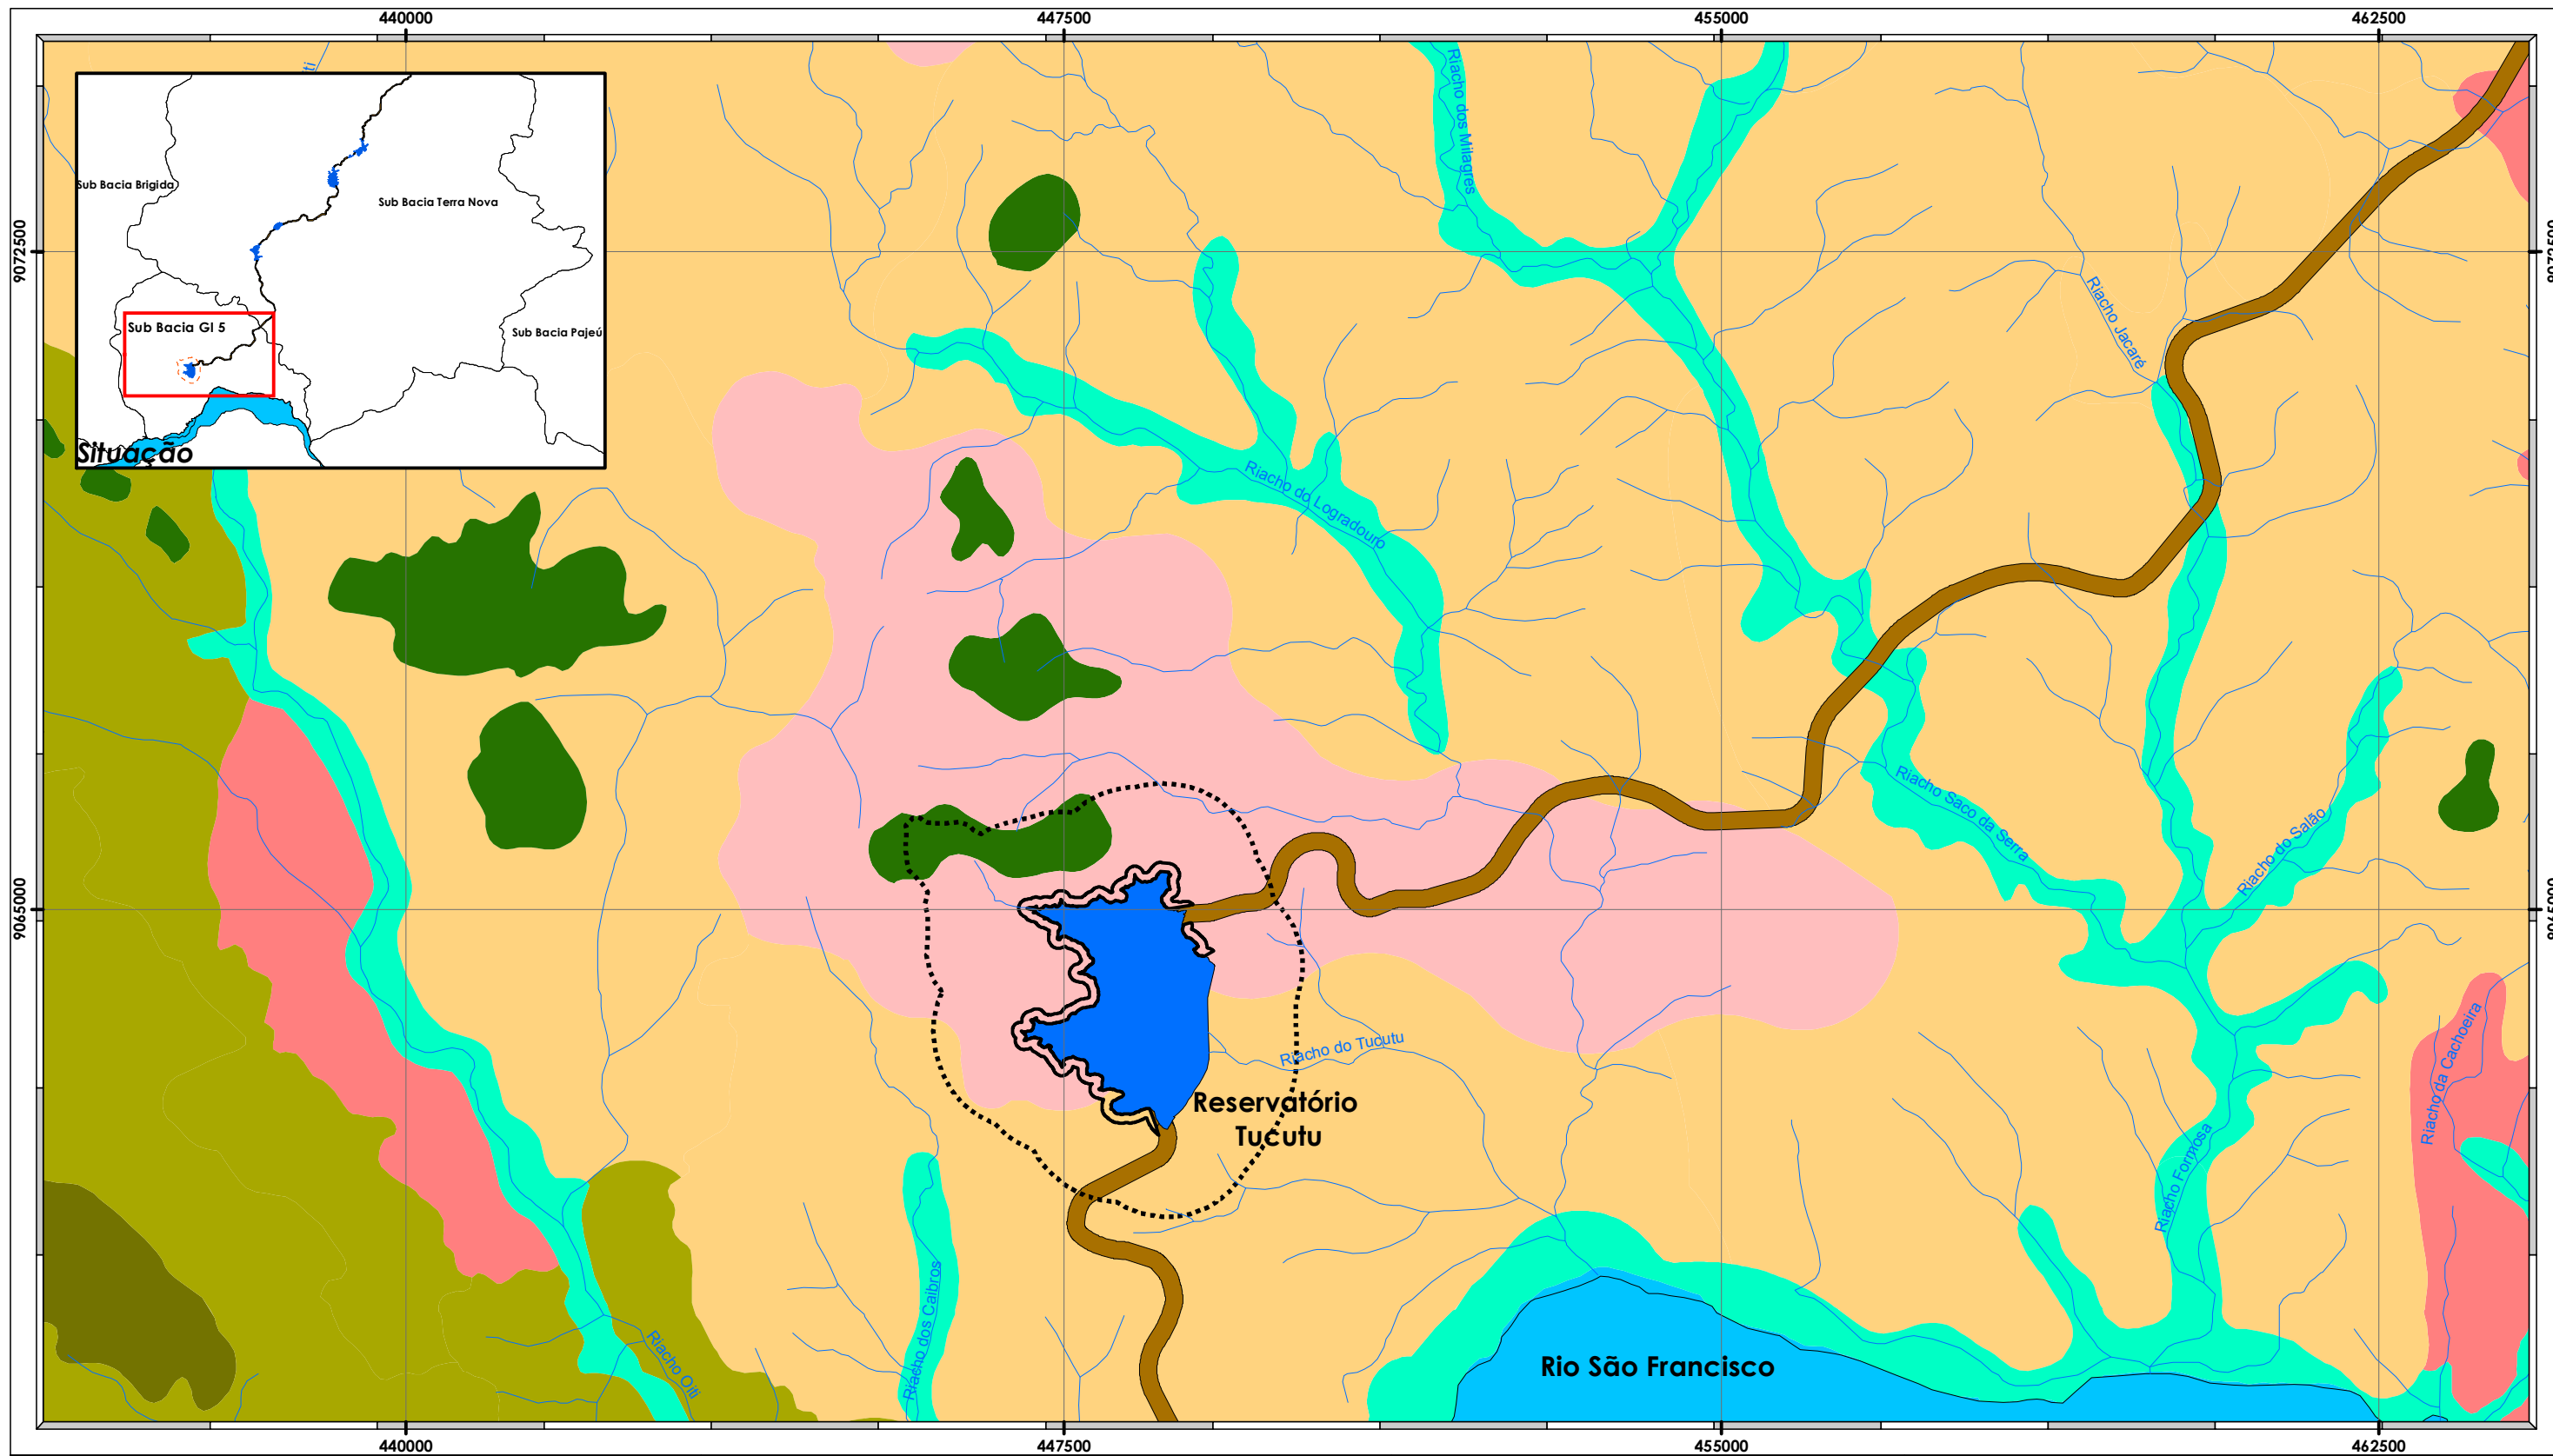 440000
447500
455000
462500
Sub Bacia Brigida
Sub Bacia Terra Nova
Sub Bacia GI 5
Sub Bacia Pajeú
Situação
Riacho dos Milagres
9072500
Riacho Jacaré
Riacho do Logradouro
Riacho Saco da Serra
Riacho do Salão
9065000
Riacho do Tucutu
Riacho da Cachoeira
Reservatório
Tucutu
Riacho Formosa
Riacho dos Caibros
Riacho Oiti
Rio São Francisco
440000
447500
455000
462500